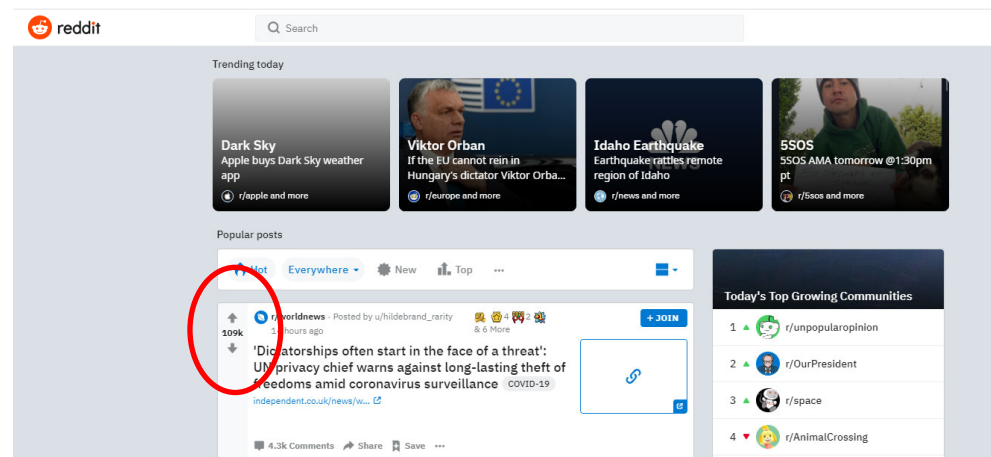 reddit
Search
Trending today
Dark Sky
Apple buys Dark Sky weather
app
r/apple and more
Viktor Orban
If the EU cannot rein in
Hungary's dictator Viktor Orba...
r/europe and more
Idaho Earthquake
Earthquake rattles remote
region of Idaho
NEWS
r/news and more
5SOS
5SOS AMA tomorrow @1:30pm
pt
r/5sos and more
Popular posts
Hot Everywhere New Top ...
109k
r/worldnews · Posted by u/hildebrand_rarity 4 2
hours ago & 6 More
+ JOIN
'Dictatorships often start in the face of a threat':
UN privacy chief warns against long-lasting theft of
freedoms amid coronavirus surveillance COVID-19
independent.co.uk/news/w...
4.3k Comments Share Save ...
Today's Top Growing Communities
1 r/unpopularopinion
2 r/OurPresident
3 r/space
4 r/AnimalCrossing